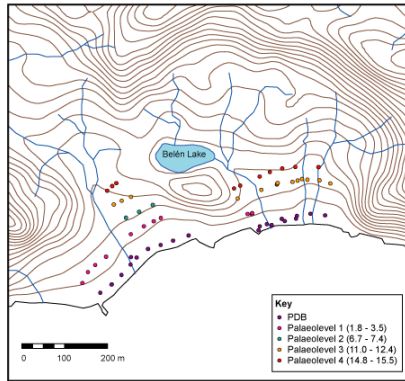 Belén Lake
Key
PDB
Palaeolevel 1 (1.8 - 3.5)
Palaeolevel 2 (6.7 - 7.4)
Palaeolevel 3 (11.0 - 12.4)
Palaeolevel 4 (14.8 - 15.5)
0 100 200 m